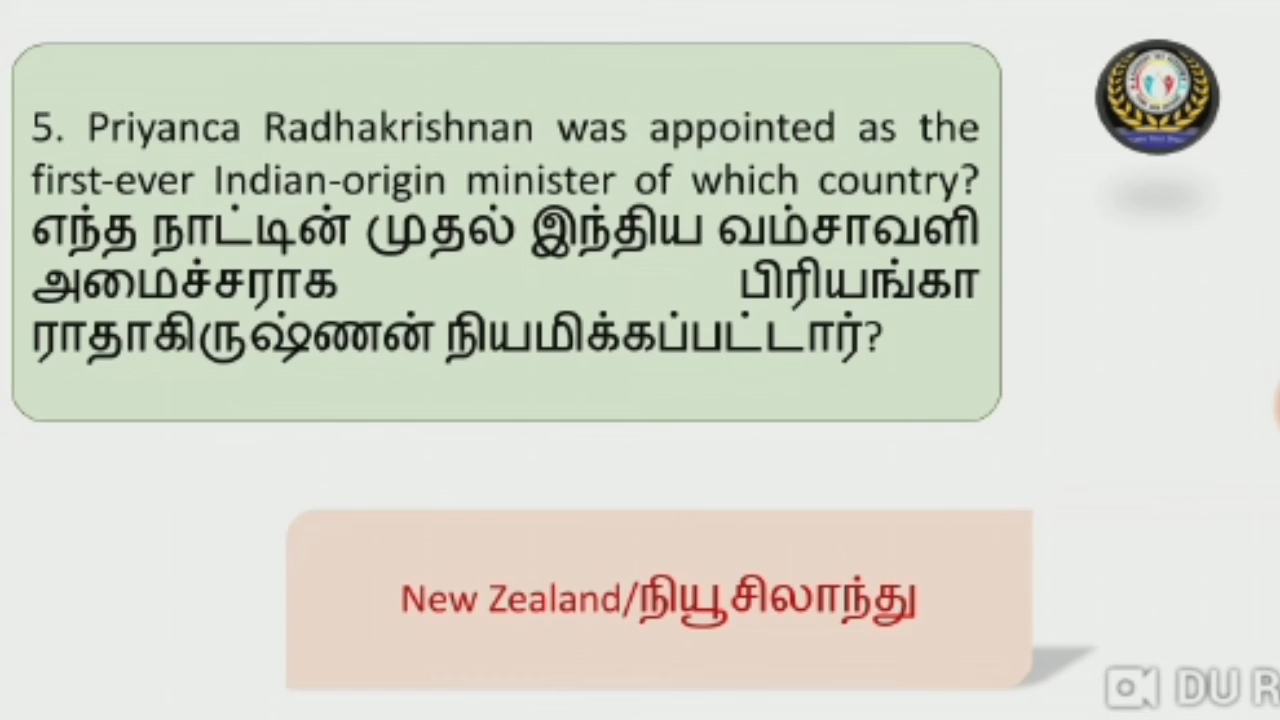 5. Priyanca Radhakrishnan was appointed as the
first-ever Indian-origin minister of which country?
எந்த நாட்டின் முதல் இந்திய வம்சாவளி
அமைச்சராக பிரியங்கா
ராதாகிருஷ்ணன் நியமிக்கப்பட்டார்?
New Zealand/நியூசிலாந்து
DU R